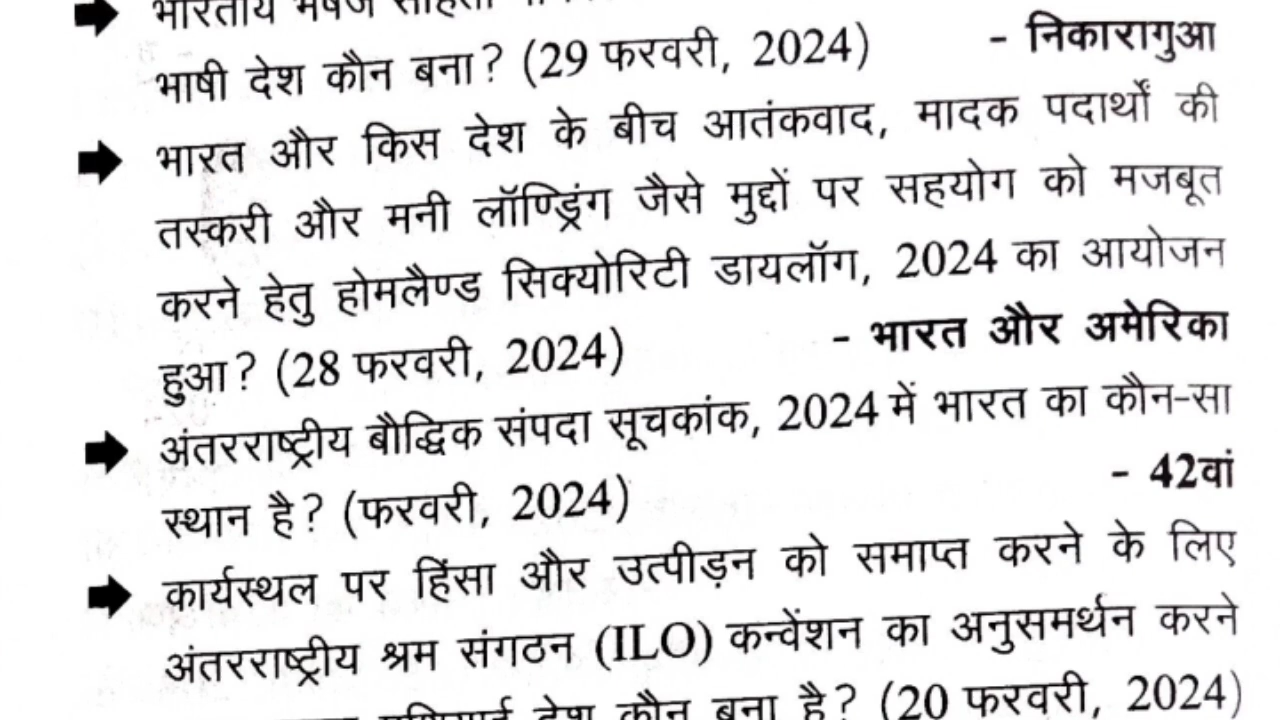 भारतीय भेषज संहिता
भाषी देश कौन बना? (29 फरवरी, 2024) - निकारागुआ
भारत और किस देश के बीच आतंकवाद, मादक पदार्थों की
तस्करी और मनी लॉण्ड्रिंग जैसे मुद्दों पर सहयोग को मजबूत
करने हेतु होमलैण्ड सिक्योरिटी डायलॉग, 2024 का आयोजन
हुआ? (28 फरवरी, 2024) - भारत और अमेरिका
अंतरराष्ट्रीय बौद्धिक संपदा सूचकांक, 2024 में भारत का कौन-सा
स्थान है? (फरवरी, 2024) - 42वां
कार्यस्थल पर हिंसा और उत्पीड़न को समाप्त करने के लिए
अंतरराष्ट्रीय श्रम संगठन (ILO) कन्वेंशन का अनुसमर्थन करने
देश कौन बना है? (20 फरवरी, 2024)